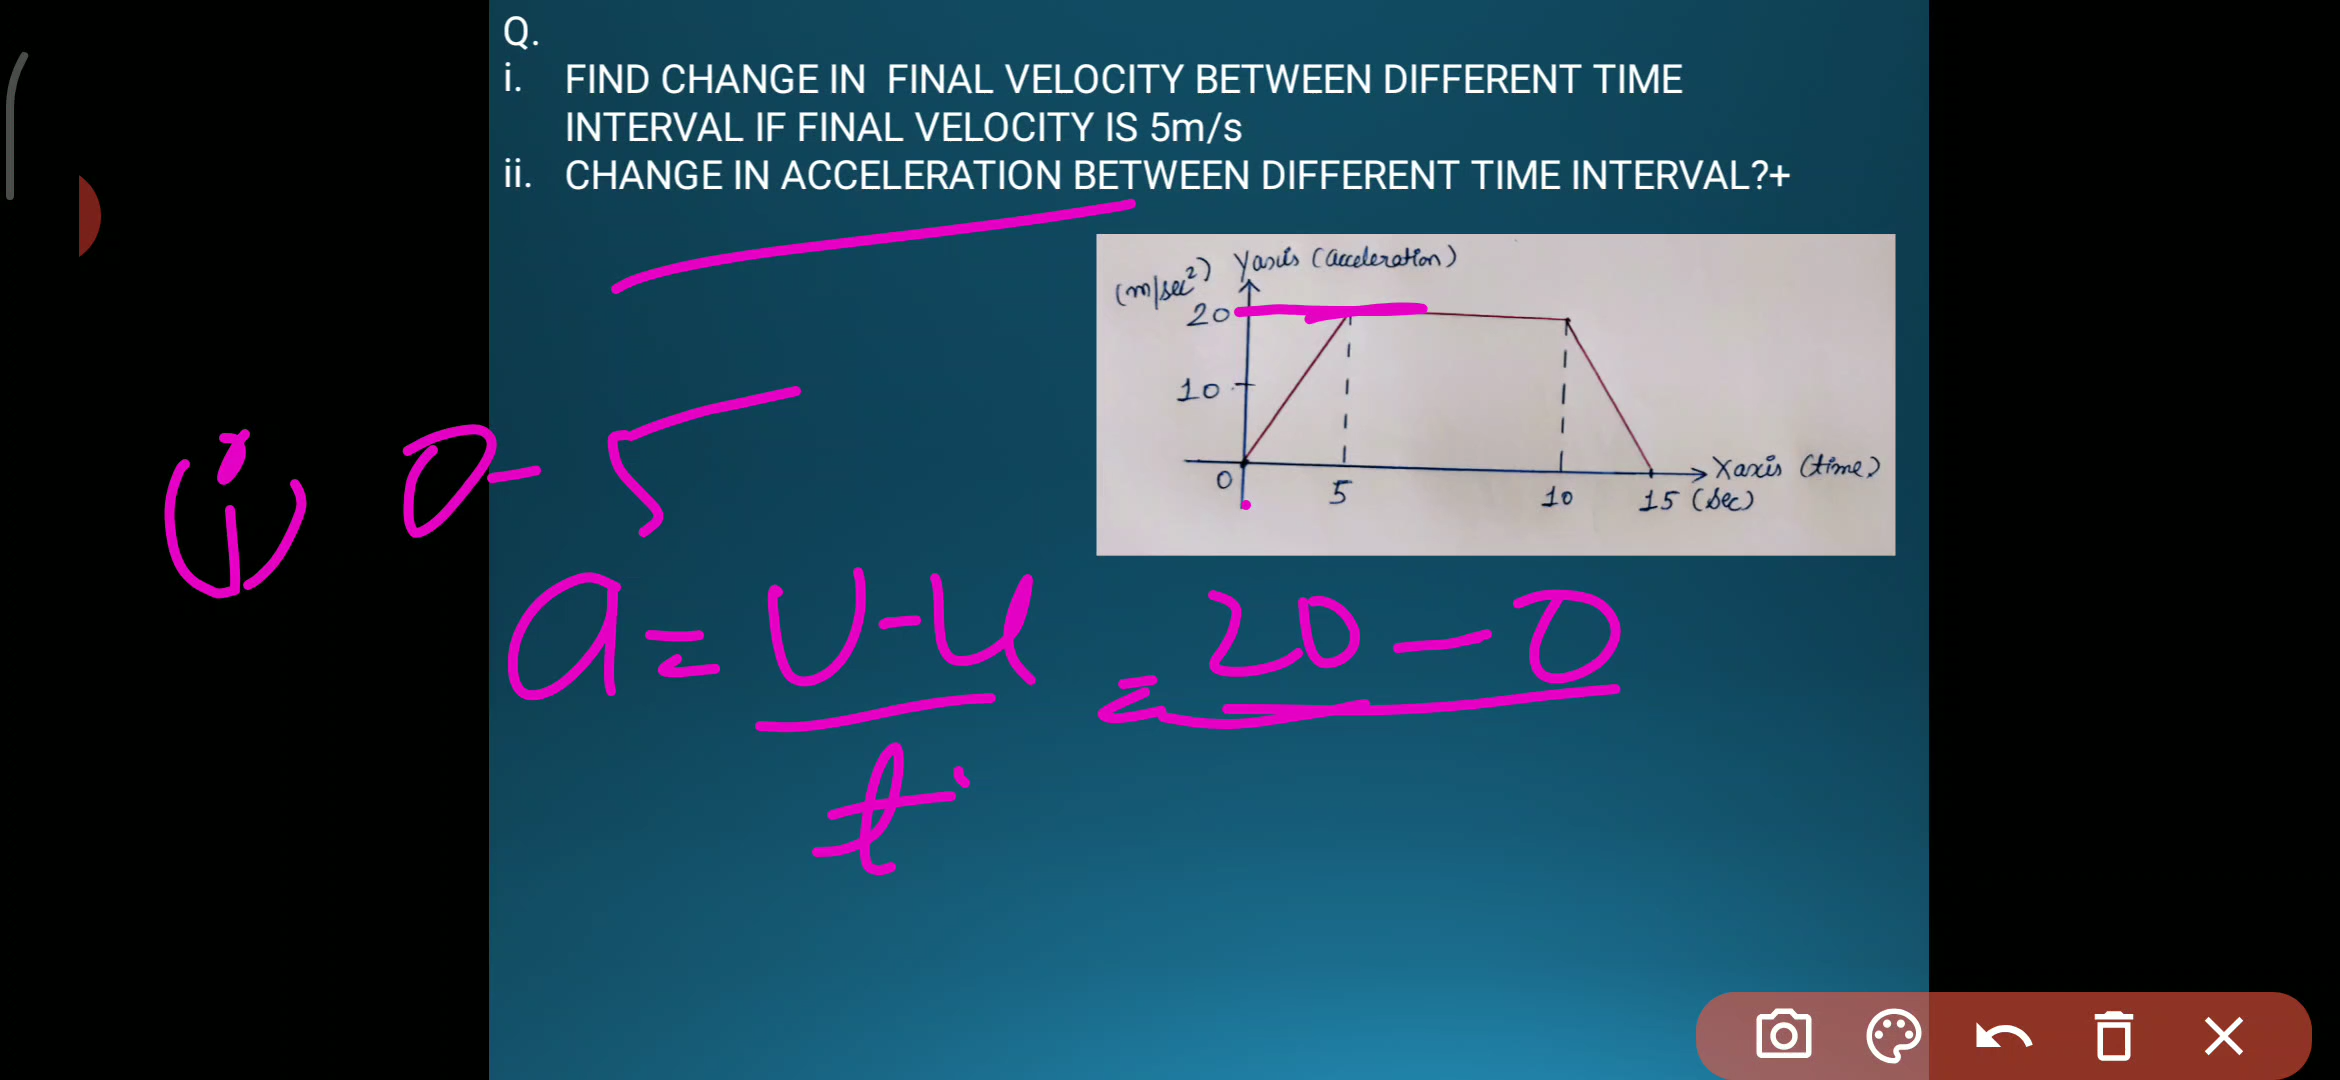 Q.
i. FIND CHANGE IN FINAL VELOCITY BETWEEN DIFFERENT TIME
INTERVAL IF FINAL VELOCITY IS 5m/s
ii. CHANGE IN ACCELERATION BETWEEN DIFFERENT TIME INTERVAL?+
(m/sec²) Yaxis (acceleration)
20
10
0 5 10 15 (sec)
Xaxis (time)
(i) 0-5
a = v-u = 20-0
t